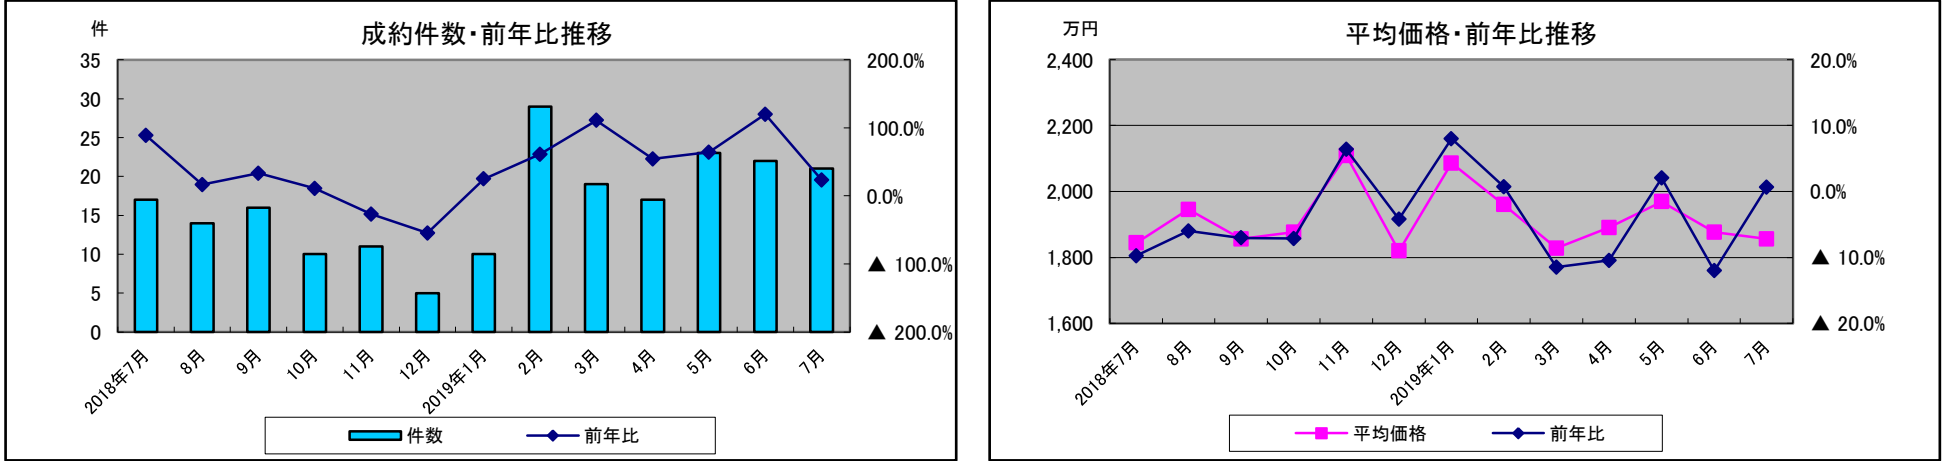 件
成約件数・前年比推移
35
30
25
20
15
10
5
0
200.0%
100.0%
0.0%
▲ 100.0%
▲ 200.0%
2018年7月
8月
9月
10月
11月
12月
2019年1月
2月
3月
4月
5月
6月
7月
件数
前年比
万円
平均価格・前年比推移
2,400
2,200
2,000
1,800
1,600
20.0%
10.0%
0.0%
▲ 10.0%
▲ 20.0%
2018年7月
8月
9月
10月
11月
12月
2019年1月
2月
3月
4月
5月
6月
7月
平均価格
前年比